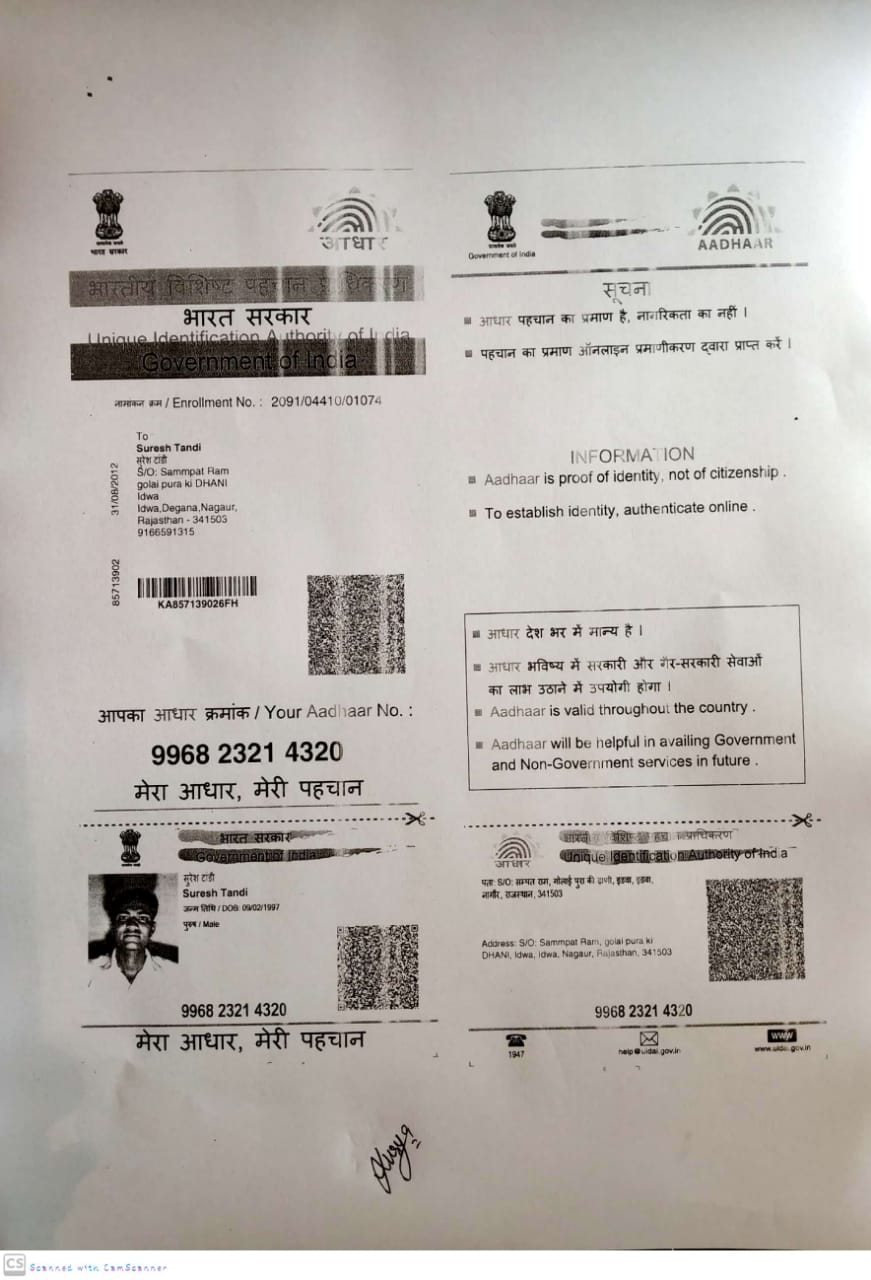 सत्यमेव जयते
भारत सरकार
आधार
भारतीय विशिष्ट पहचान
भारत सरकार
Unique Identification Authority of India
Government of India
नामांकन क्रम / Enrollment No. : 2091/04410/01074
31/08/2012
To
Suresh Tandi
सुरेश टांडी
S/O: Sammpat Ram
golai pura ki DHANI
Idwa
Idwa,Degana,Nagaur,
Rajasthan - 341503
9166591315
85713902
KA857139026FH
आपका आधार क्रमांक / Your Aadhaar No. :
9968 2321 4320
मेरा आधार, मेरी पहचान
भारत सरकार
Government of India
सुरेश टांडी
Suresh Tandi
जन्म तिथि / DOB: 09/02/1997
पुरुष / Male
9968 2321 4320
मेरा आधार, मेरी पहचान
Government of India
AADHAAR
सूचना
आधार पहचान का प्रमाण है, नागरिकता का नहीं ।
पहचान का प्रमाण ऑनलाइन प्रमाणीकरण द्वारा प्राप्त करें ।
INFORMATION
Aadhaar is proof of identity, not of citizenship .
To establish identity, authenticate online .
आधार देश भर में मान्य है ।
आधार भविष्य में सरकारी और गैर-सरकारी सेवाओं
का लाभ उठाने में उपयोगी होगा ।
Aadhaar is valid throughout the country .
Aadhaar will be helpful in availing Government
and Non-Government services in future .
आधार
प्राधिकरण
Unique Identification Authority of India
पता: S/O: सम्पत राम, गोलाई पुरा की ढाणी, इडवा, इडवा,
नागौर, राजस्थान, 341503
Address: S/O: Sammpat Ram, golai pura ki
DHANI, Idwa, Idwa, Nagaur, Rajasthan, 341503
9968 2321 4320
1947
help@uidai.gov.in
www
www.uidai.gov.in
CS
Scanned with CamScanner